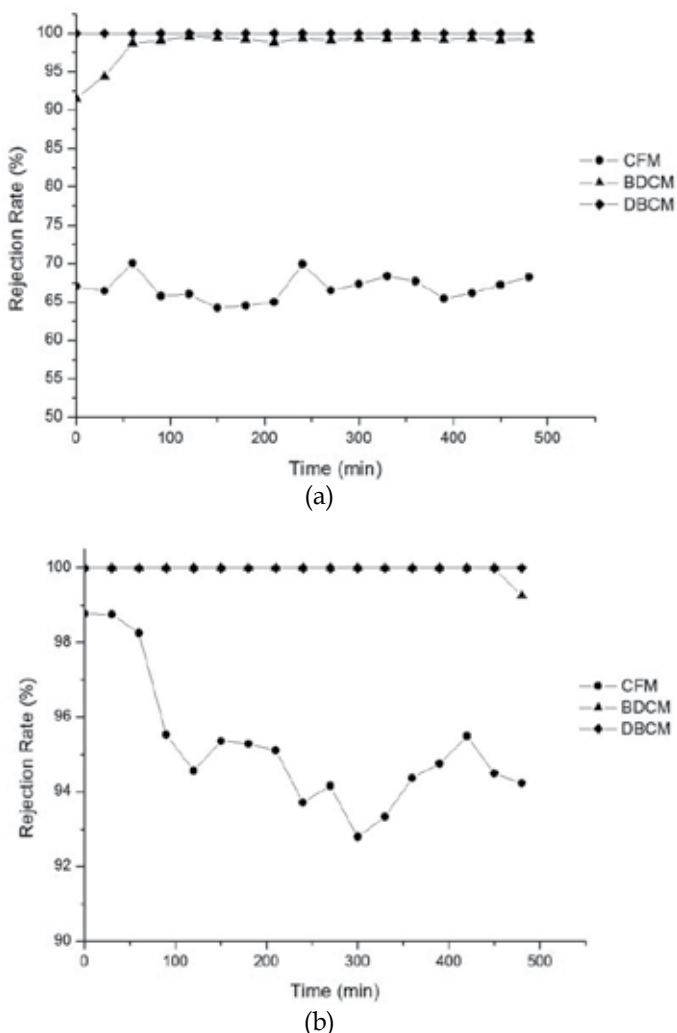 100
95
90
85
80
75
70
65
60
55
50
Rejection Rate (%)
CFM
BDCM
DBCM
0 100 200 300 400 500
Time (min)
(a)
100
98
96
94
92
90
Rejection Rate (%)
CFM
BDCM
DBCM
0 100 200 300 400 500
Time (min)
(b)